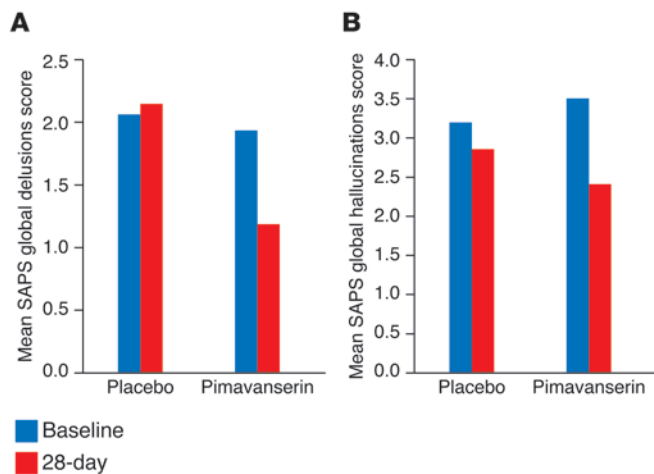 A
Mean SAPS global delusions score
2.5
2.0
1.5
1.0
0.5
0.0
Placebo
Pimavanserin
B
Mean SAPS global hallucinations score
4.0
3.5
3.0
2.5
2.0
1.5
1.0
0.5
0.0
Placebo
Pimavanserin
Baseline
28-day